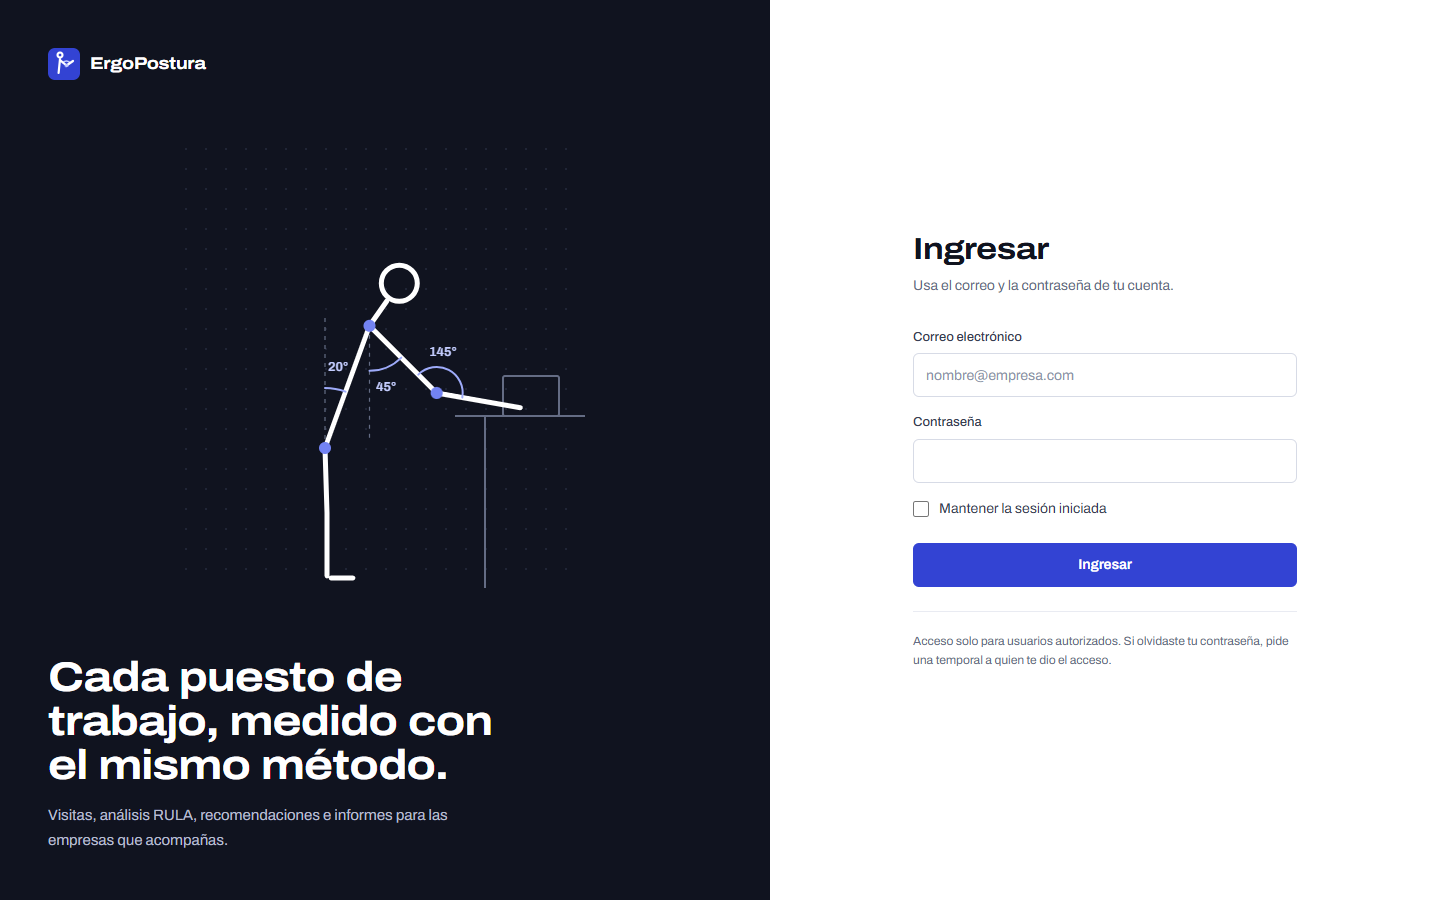 ErgoPostura
20°
45°
145°
Cada puesto de
trabajo, medido con
el mismo método.
Visitas, análisis RULA, recomendaciones e informes para las
empresas que acompañas.
Ingresar
Usa el correo y la contraseña de tu cuenta.
Correo electrónico
nombre@empresa.com
Contraseña
Mantener la sesión iniciada
Ingresar
Acceso solo para usuarios autorizados. Si olvidaste tu contraseña, pide
una temporal a quien te dio el acceso.